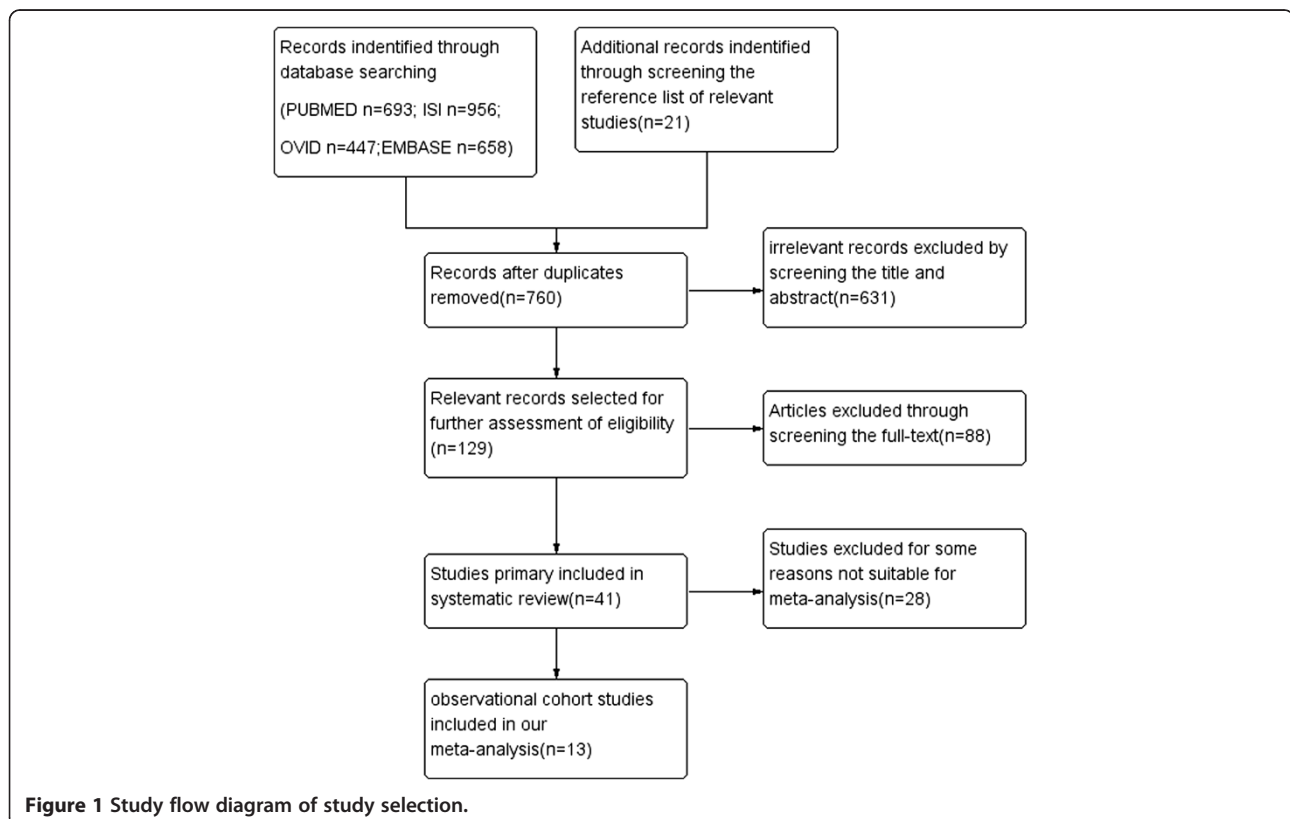 Records indentified through
database searching
(PUBMED n=693; ISI n=956;
OVID n=447;EMBASE n=658)
Additional records indentified
through screening the
reference list of relevant
studies(n=21)
Records after duplicates
removed(n=760)
irrelevant records excluded by
screening the title and
abstract(n=631)
Relevant records selected for
further assessment of eligibility
(n=129)
Articles excluded through
screening the full-text(n=88)
Studies primary included in
systematic review(n=41)
Studies excluded for some
reasons not suitable for
meta-analysis(n=28)
observational cohort studies
included in our
meta-analysis(n=13)
Figure 1 Study flow diagram of study selection.